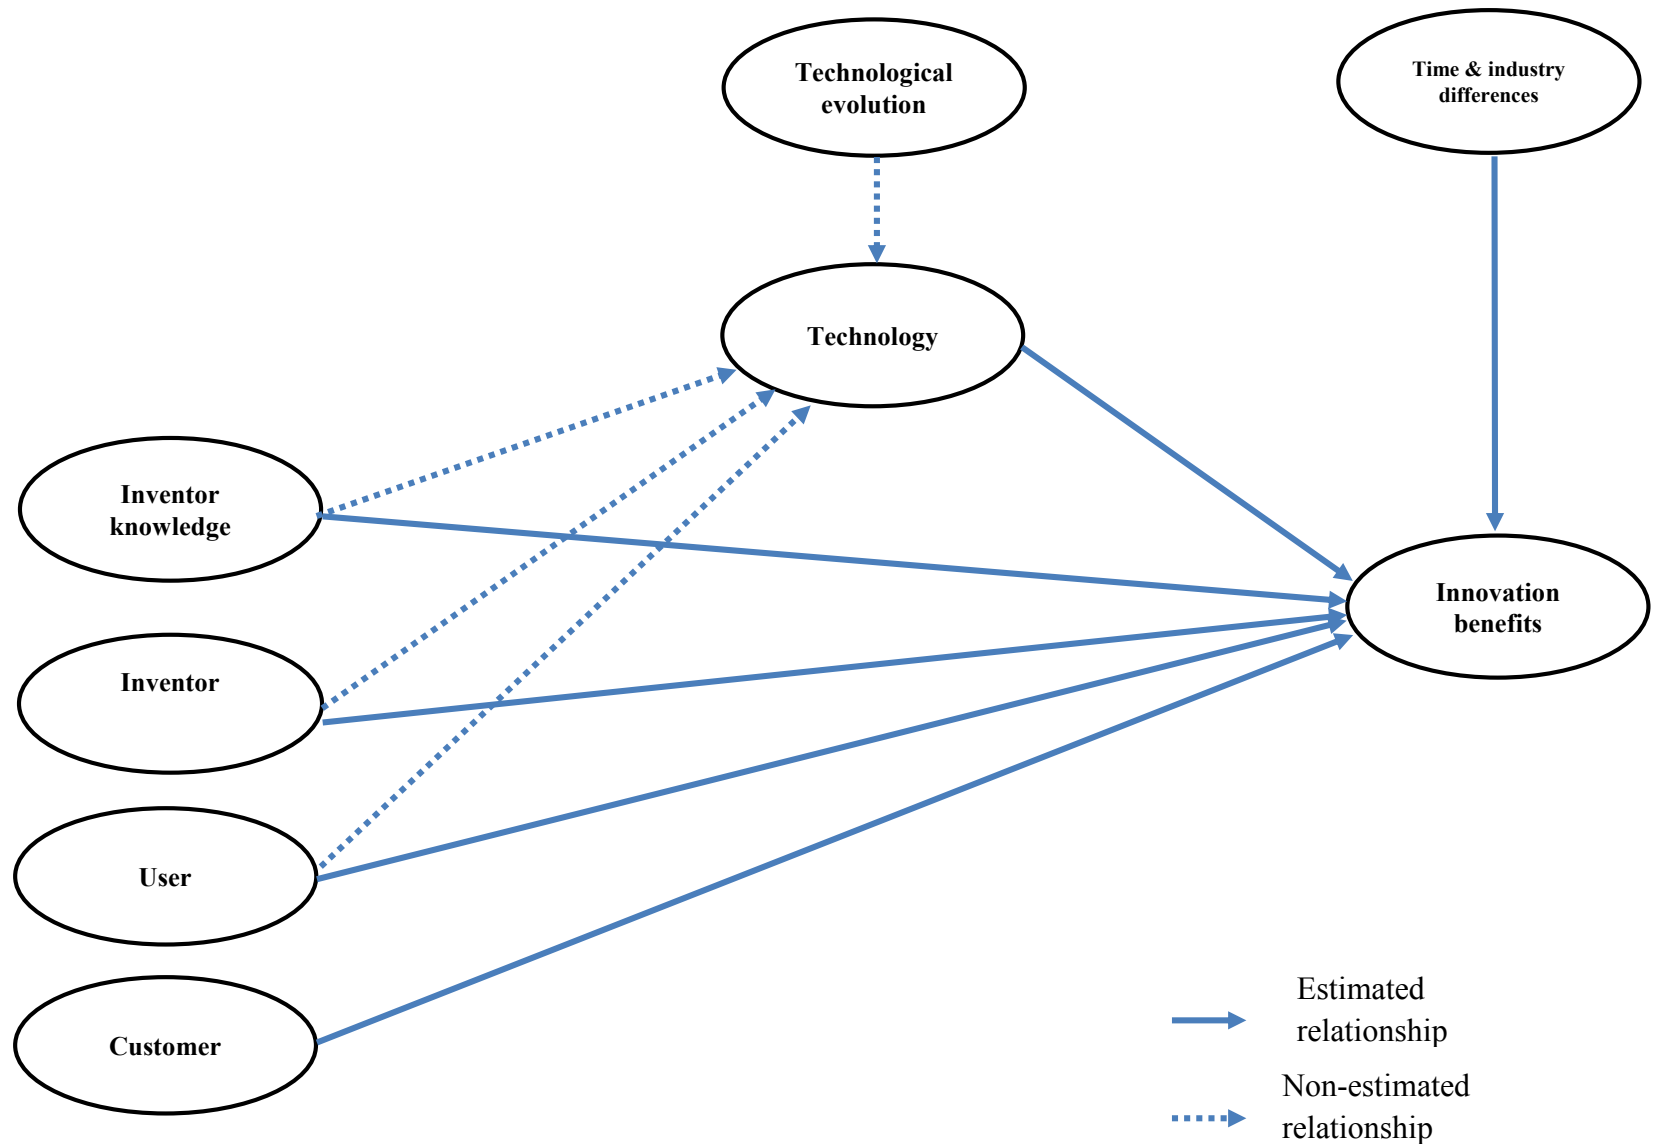 Technological
evolution
Time & industry
differences
Technology
Inventor
knowledge
Innovation
benefits
Inventor
User
Customer
Estimated
relationship
Non-estimated
relationship